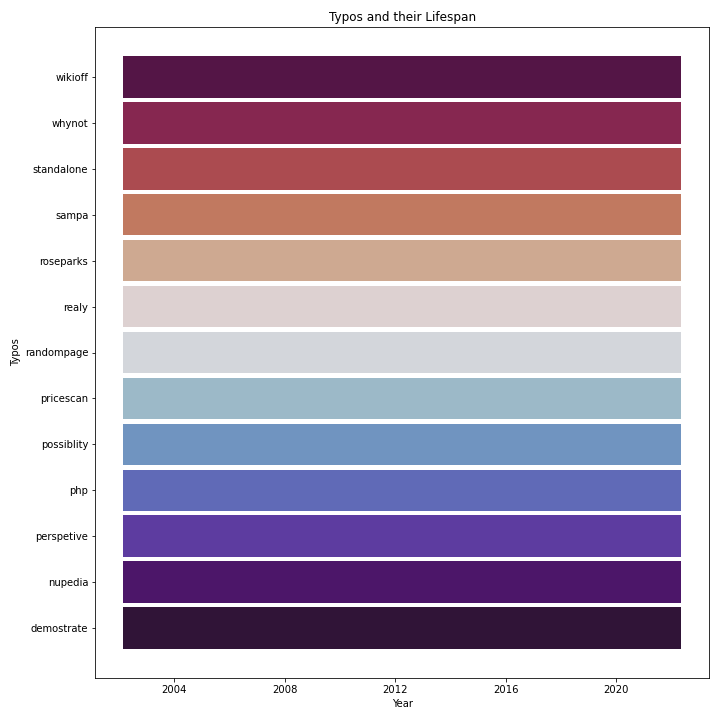 Typos and their Lifespan
wikioff
whynot
standalone
sampa
roseparks
realy
randompage
pricescan
possiblity
php
perspetive
nupedia
demostrate
Typos
2004 2008 2012 2016 2020
Year